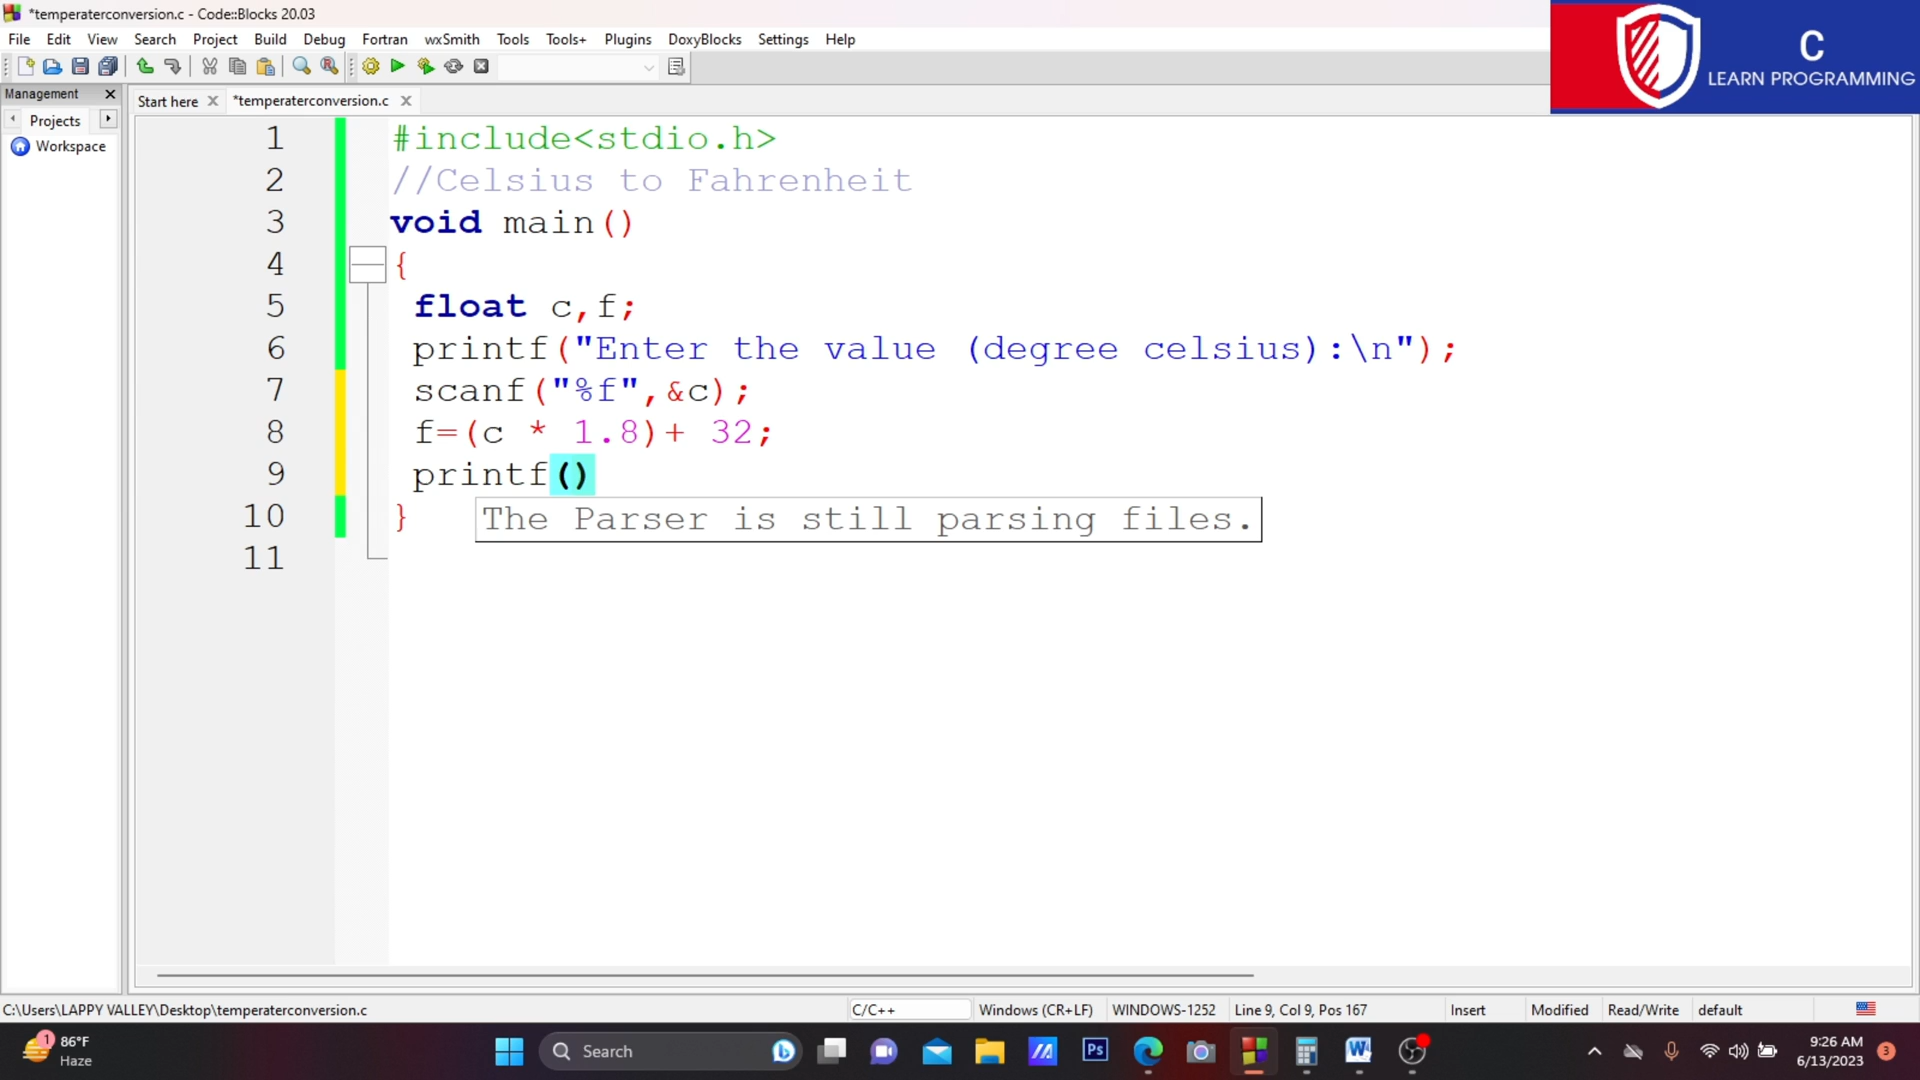 *temperaterconversion.c - Code::Blocks 20.03
File Edit View Search Project Build Debug Fortran wxSmith Tools Tools+ Plugins DoxyBlocks Settings Help
C
LEARN PROGRAMMING
Management
Start here *temperaterconversion.c
Projects
Workspace
1 #include<stdio.h>
2 //Celsius to Fahrenheit
3 void main()
4 {
5 float c,f;
6 printf("Enter the value (degree celsius):\n");
7 scanf("%f",&c);
8 f=(c * 1.8)+ 32;
9 printf()
10 }
The Parser is still parsing files.
11
C:\Users\LAPPY VALLEY\Desktop\temperaterconversion.c C/C++ Windows (CR+LF) WINDOWS-1252 Line 9, Col 9, Pos 167 Insert Modified Read/Write default
1 86°F
Haze
Search
Ps
W
9:26 AM
6/13/2023
3